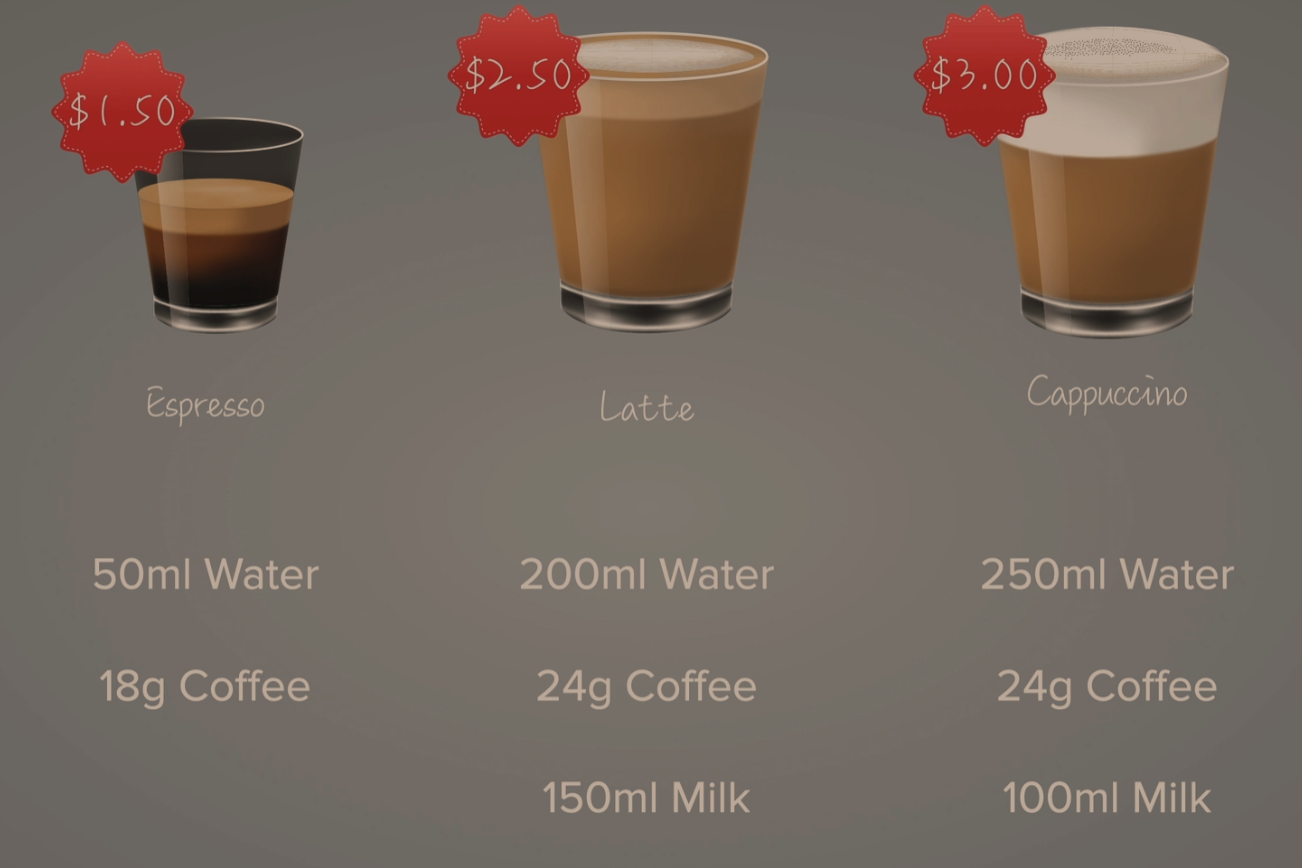 $1.50
$2.50
$3.00
Espresso
Latte
Cappuccino
50ml Water
200ml Water
250ml Water
18g Coffee
24g Coffee
24g Coffee
150ml Milk
100ml Milk